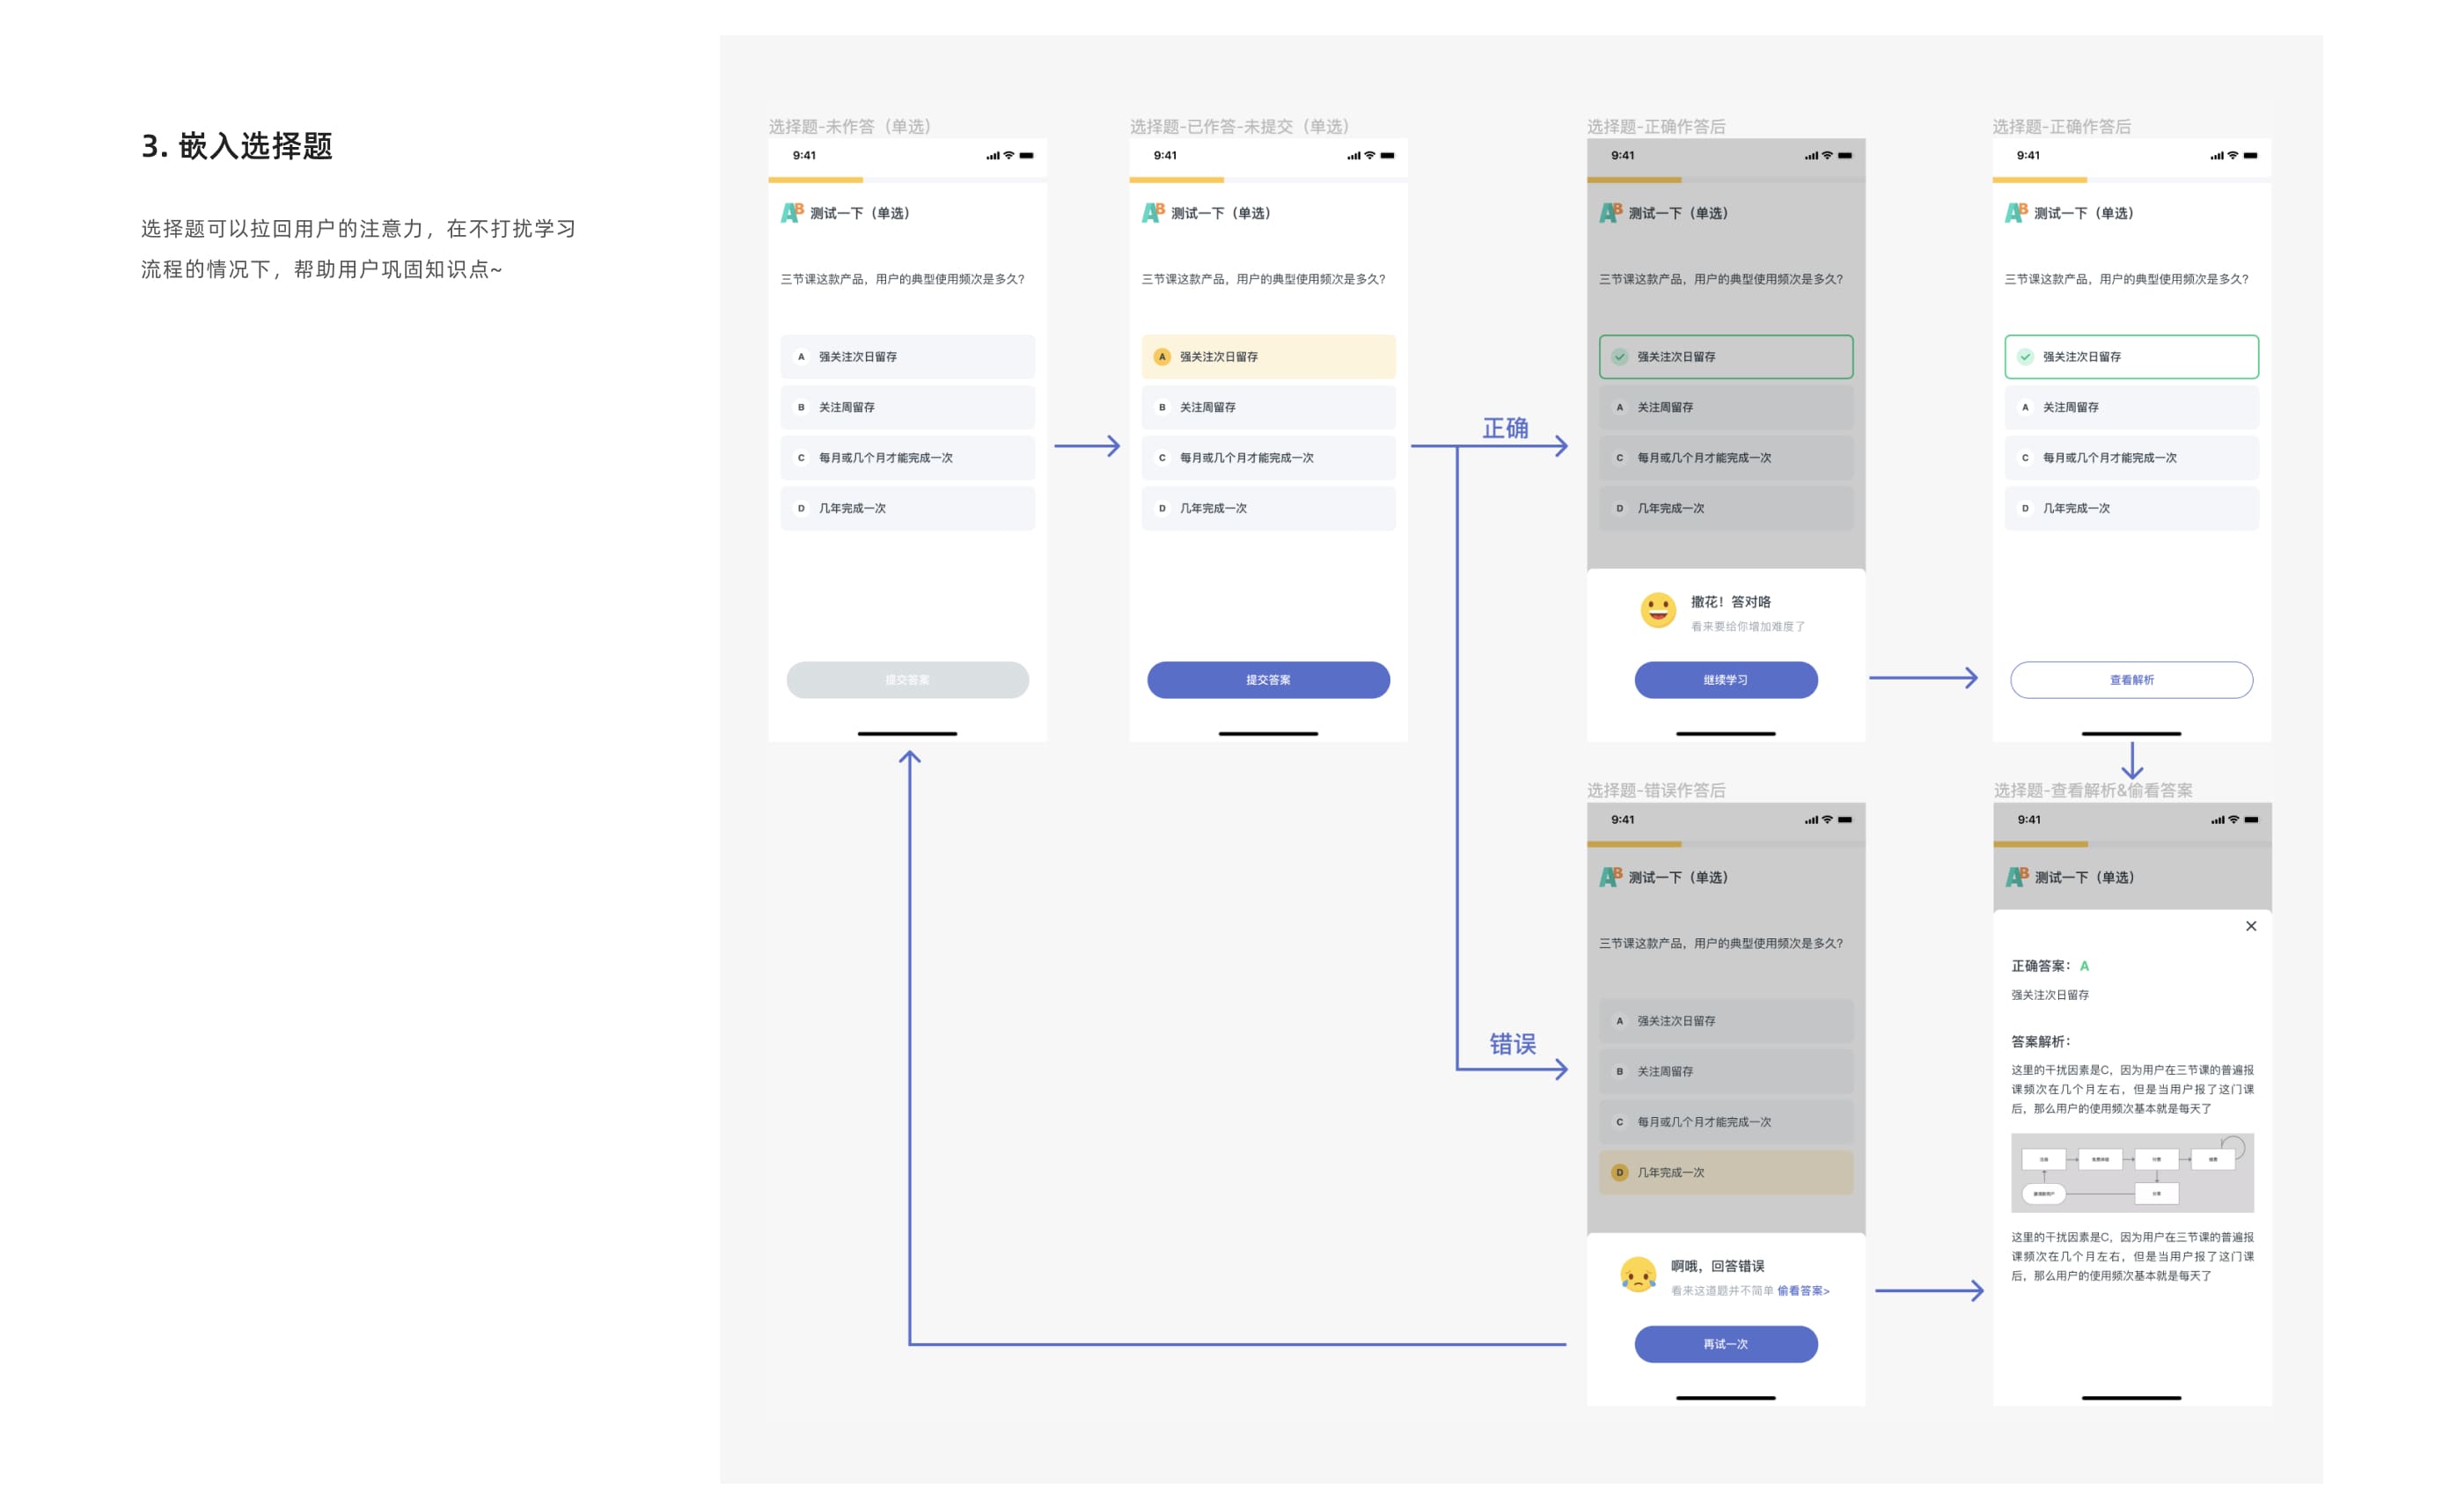 3. 嵌入选择题
选择题可以拉回用户的注意力，在不打扰学习
流程的情况下，帮助用户巩固知识点~
选择题-未作答（单选）
9:41
AB 测试一下（单选）
三节课这款产品，用户的典型使用频次是多久？
A 强关注次日留存
B 关注周留存
C 每月或几个月才能完成一次
D 几年完成一次
提交答案
选择题-已作答-未提交（单选）
9:41
AB 测试一下（单选）
三节课这款产品，用户的典型使用频次是多久？
A 强关注次日留存
B 关注周留存
C 每月或几个月才能完成一次
D 几年完成一次
提交答案
正确
错误
选择题-正确作答后
9:41
AB 测试一下（单选）
三节课这款产品，用户的典型使用频次是多久？
强关注次日留存
A 关注周留存
C 每月或几个月才能完成一次
D 几年完成一次
撒花！答对咯
看来要给你增加难度了
继续学习
选择题-正确作答后
9:41
AB 测试一下（单选）
三节课这款产品，用户的典型使用频次是多久？
强关注次日留存
A 关注周留存
C 每月或几个月才能完成一次
D 几年完成一次
查看解析
选择题-错误作答后
9:41
AB 测试一下（单选）
三节课这款产品，用户的典型使用频次是多久？
A 强关注次日留存
B 关注周留存
C 每月或几个月才能完成一次
D 几年完成一次
啊哦，回答错误
看来这道题并不简单 偷看答案>
再试一次
选择题-查看解析&偷看答案
9:41
AB 测试一下（单选）
正确答案：A
强关注次日留存
答案解析：
这里的干扰因素是C，因为用户在三节课的普遍报
课频次在几个月左右，但是当用户报了这门课
后，那么用户的使用频次基本就是每天了
这里的干扰因素是C，因为用户在三节课的普遍报
课频次在几个月左右，但是当用户报了这门课
后，那么用户的使用频次基本就是每天了